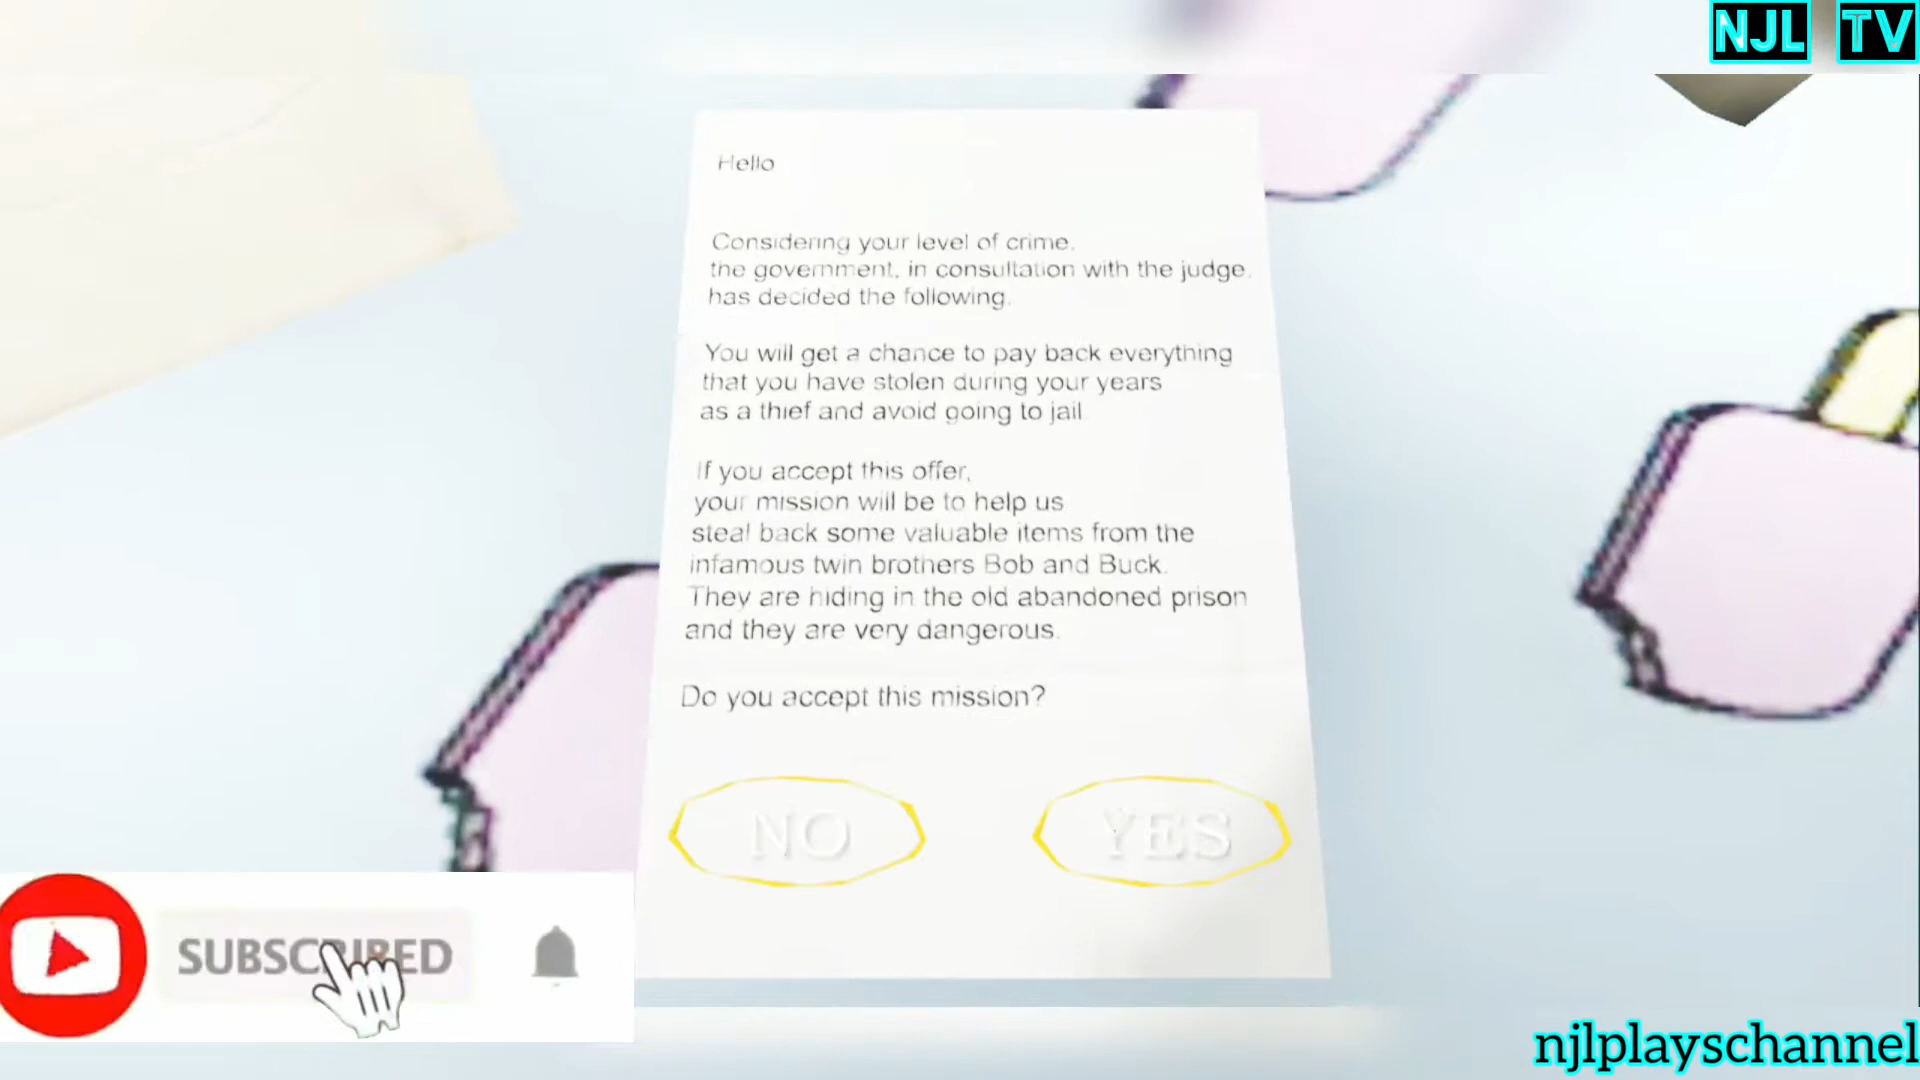 NJL TV
Hello
Considering your level of crime,
the government, in consultation with the judge,
has decided the following.
You will get a chance to pay back everything
that you have stolen during your years
as a thief and avoid going to jail.
If you accept this offer,
your mission will be to help us
steal back some valuable items from the
infamous twin brothers Bob and Buck.
They are hiding in the old abandoned prison
and they are very dangerous.
Do you accept this mission?
NO YES
SUBSCRIBED
njlplayschannel